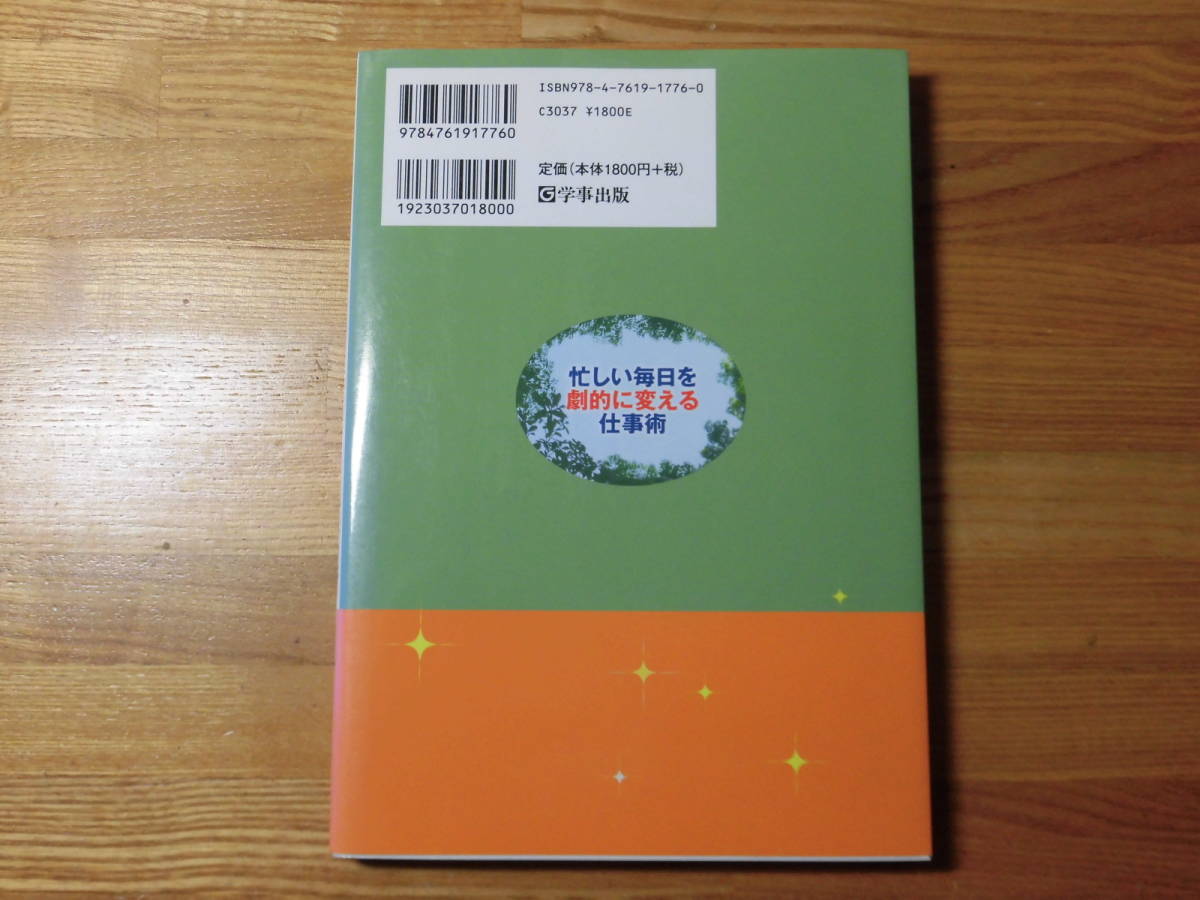 ISBN978-4-7619-1776-0
C3037 ¥1800E
9784761917760
定価(本体1800円+税)
1923037018000
G学事出版
忙しい毎日を
劇的に変える
仕事術